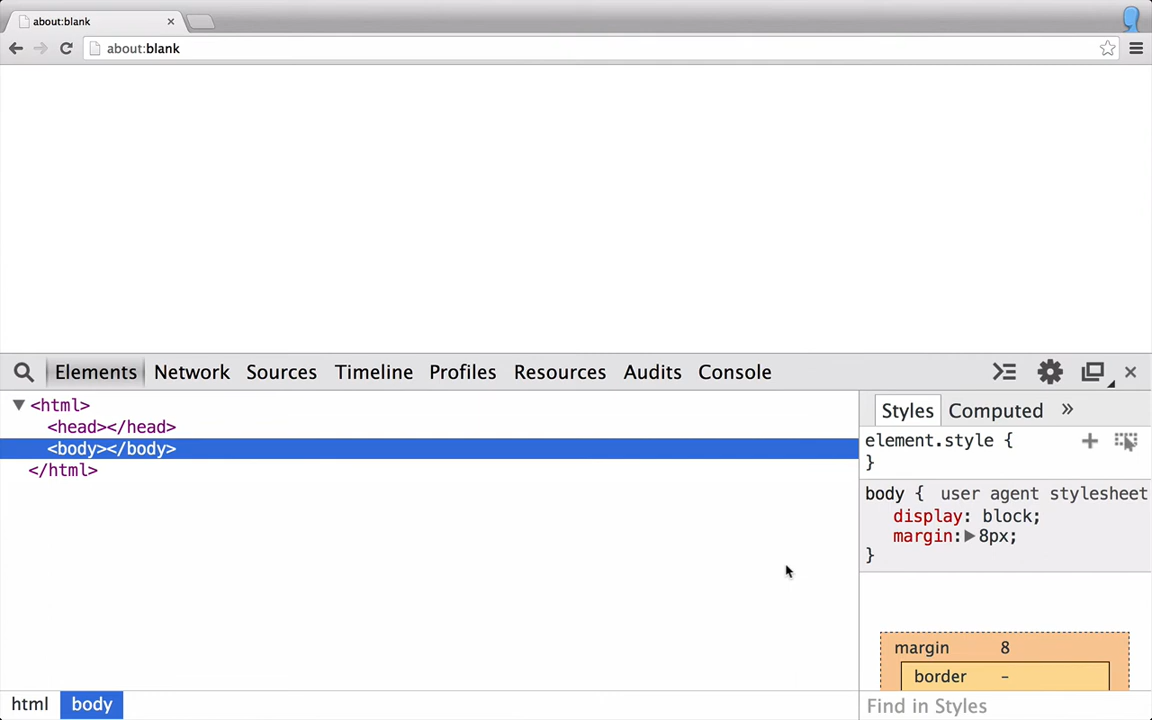 about:blank
about:blank
Elements Network Sources Timeline Profiles Resources Audits Console
<html>
<head></head>
<body></body>
</html>
html body
Styles Computed »
element.style {
}
body { user agent stylesheet
display: block;
margin: 8px;
}
margin 8
border –
Find in Styles